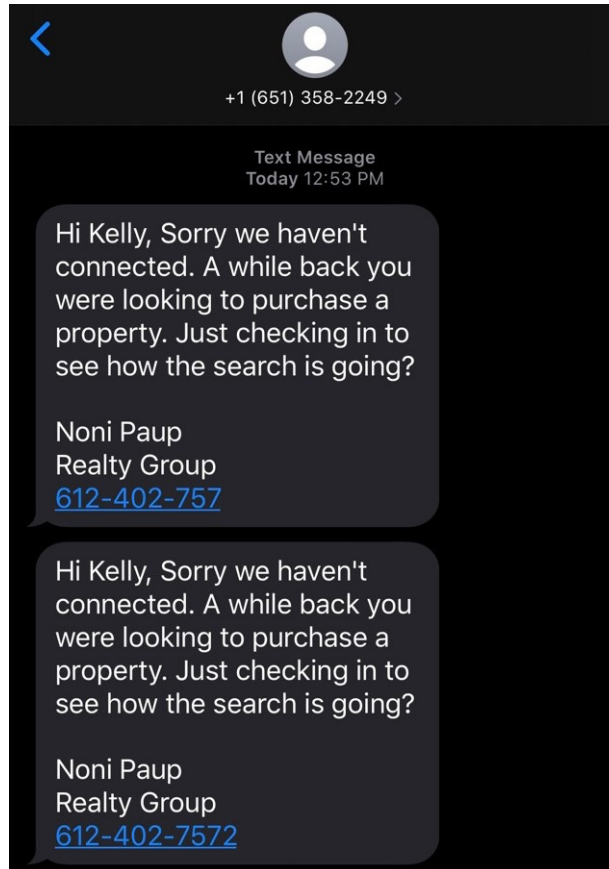 +1 (651) 358-2249 >
Text Message
Today 12:53 PM
Hi Kelly, Sorry we haven't
connected. A while back you
were looking to purchase a
property. Just checking in to
see how the search is going?
Noni Paup
Realty Group
612-402-757
Hi Kelly, Sorry we haven't
connected. A while back you
were looking to purchase a
property. Just checking in to
see how the search is going?
Noni Paup
Realty Group
612-402-7572